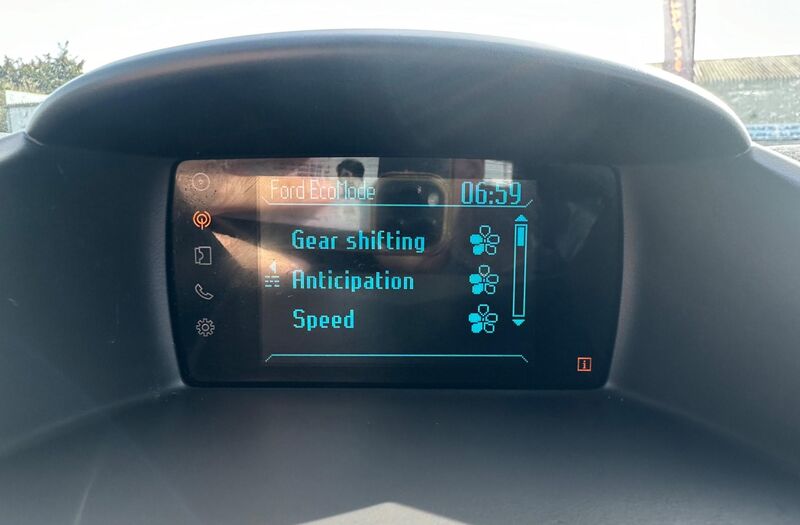 Ford EcoMode 06:59
Gear shifting
Anticipation
Speed
i